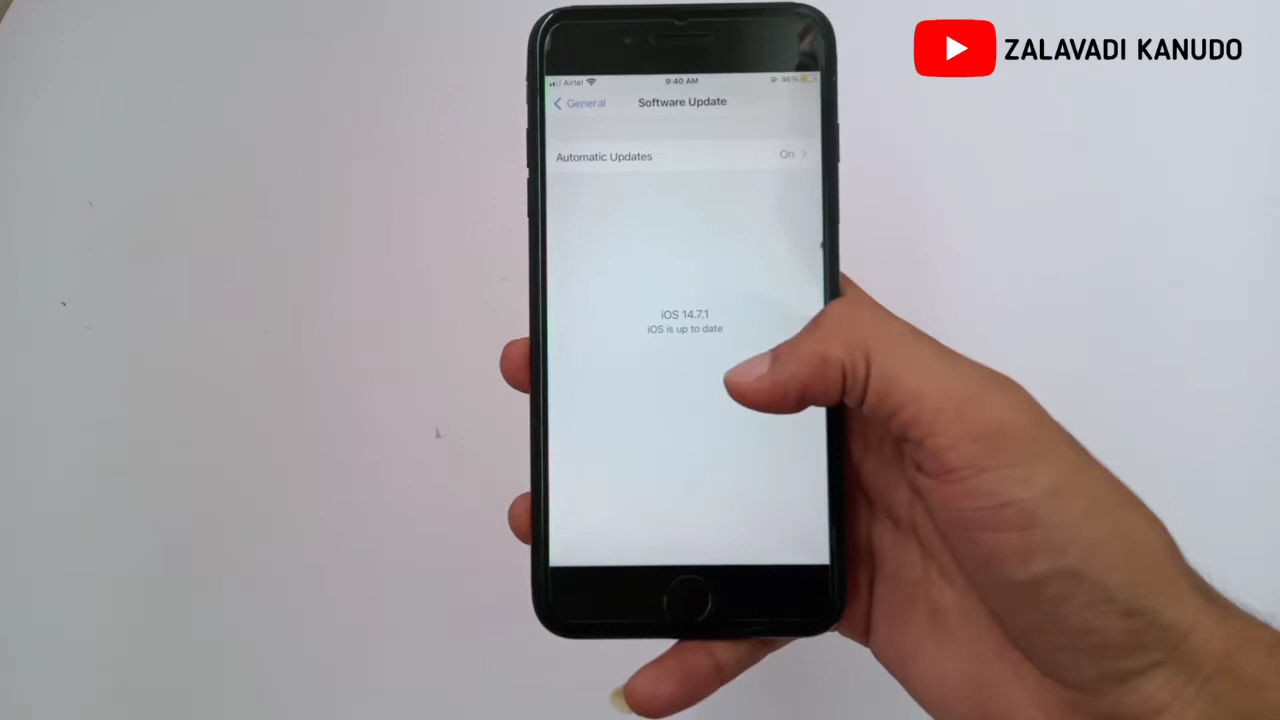 ZALAVADI KANUDO
Airtel 9:40 AM 46%
General Software Update
Automatic Updates On
iOS 14.7.1
iOS is up to date